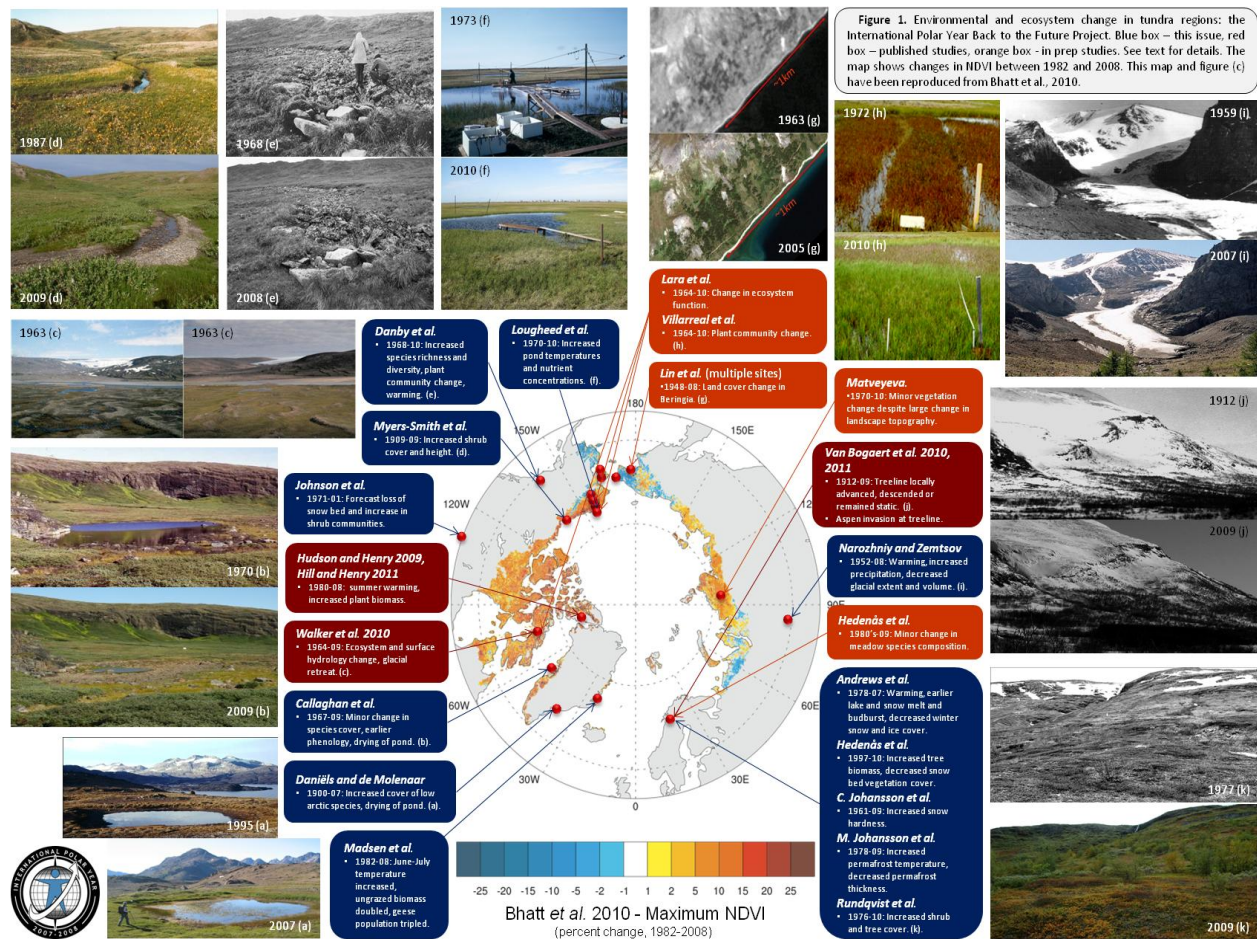 Figure 1. Environmental and ecosystem change in tundra regions: the
International Polar Year Back to the Future Project. Blue box – this issue, red
box – published studies, orange box - in prep studies. See text for details. The
map shows changes in NDVI between 1982 and 2008. This map and figure (c)
have been reproduced from Bhatt et al., 2010.
1987 (d)
2009 (d)
1968 (e)
2008 (e)
1973 (f)
2010 (f)
~1km
1963 (g)
~1km
2005 (g)
1972 (h)
2010 (h)
1959 (i)
2007 (i)
1963 (c)
1963 (c)
Danby et al.
• 1968-10: Increased
species richness and
diversity, plant
community change,
warming. (e).
Lougheed et al.
• 1970-10: Increased
pond temperatures
and nutrient
concentrations. (f).
Lara et al.
• 1964-10: Change in ecosystem
function.
Villarreal et al.
• 1964-10: Plant community change.
(h).
Lin et al. (multiple sites)
•1948-08: Land cover change in
Beringia. (g).
Matveyeva.
•1970-10: Minor vegetation
change despite large change in
landscape topography.
Myers-Smith et al.
• 1909-09: Increased shrub
cover and height. (d).
Van Bogaert et al. 2010,
2011
• 1912-09: Treeline locally
advanced, descended or
remained static. (j).
• Aspen invasion at treeline.
Johnson et al.
• 1971-01: Forecast loss of
snow bed and increase in
shrub communities.
Hudson and Henry 2009,
Hill and Henry 2011
• 1980-08: summer warming,
increased plant biomass.
Narozhniy and Zemtsov
• 1952-08: Warming, increased
precipitation, decreased
glacial extent and volume. (i).
Walker et al. 2010
• 1964-09: Ecosystem and surface
hydrology change, glacial
retreat. (c).
Hedenås et al.
• 1980's-09: Minor change in
meadow species composition.
Callaghan et al.
• 1967-09: Minor change in
species cover, earlier
phenology, drying of pond. (b).
Daniëls and de Molenaar
• 1900-07: Increased cover of low
arctic species, drying of pond. (a).
Madsen et al.
• 1982-08: June-July
temperature
increased,
ungrazed biomass
doubled, geese
population tripled.
Andrews et al.
• 1978-07: Warming, earlier
lake and snow melt and
budburst, decreased winter
snow and ice cover.
Hedenås et al.
• 1997-10: Increased tree
biomass, decreased snow
bed vegetation cover.
C. Johansson et al.
• 1961-09: Increased snow
hardness.
M. Johansson et al.
• 1978-09: Increased
permafrost temperature,
decreased permafrost
thickness.
Rundqvist et al.
• 1976-10: Increased shrub
and tree cover. (k).
180
150W
150E
120W
90E
60W
60E
30W
30E
0
1970 (b)
2009 (b)
1995 (a)
2007 (a)
1912 (j)
2009 (j)
1977 (k)
2009 (k)
INTERNATIONAL POLAR YEAR
2007-2008
-25 -20 -15 -10 -5 -2 -1 1 2 5 10 15 20 25
Bhatt et al. 2010 - Maximum NDVI
(percent change, 1982-2008)